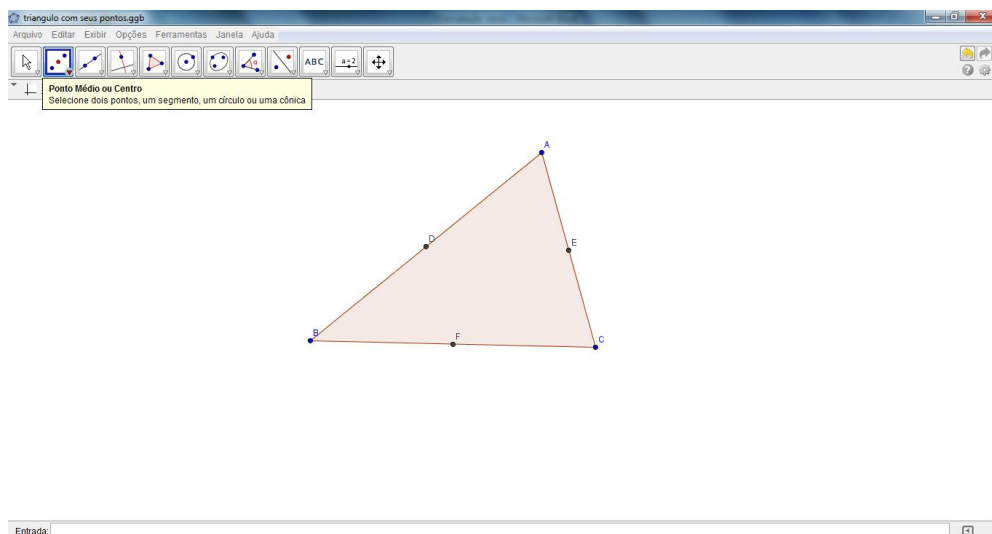 triangulo com seus pontos.ggb
Arquivo Editar Exibir Opções Ferramentas Janela Ajuda
ABC a=2
Ponto Médio ou Centro
Selecione dois pontos, um segmento, um círculo ou uma cônica
A
D
E
B
F
C
Entrada: